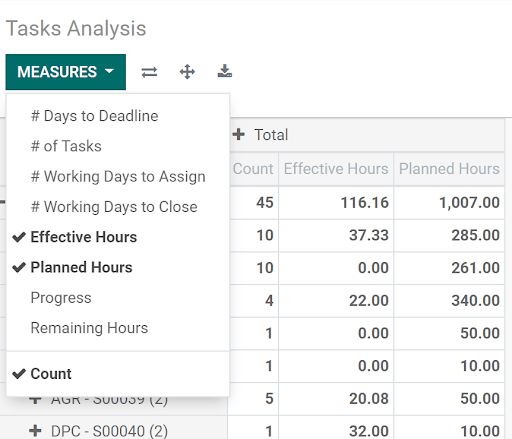 Tasks Analysis
MEASURES
# Days to Deadline
# of Tasks
# Working Days to Assign
# Working Days to Close
Effective Hours
Planned Hours
Progress
Remaining Hours
Count
Total
Count Effective Hours Planned Hours
45 116.16 1,007.00
10 37.33 285.00
10 0.00 261.00
4 22.00 340.00
1 0.00 50.00
1 0.00 10.00
AGR - S00039 (2) 5 20.08 50.00
DPC - S00040 (2) 1 32.00 10.00